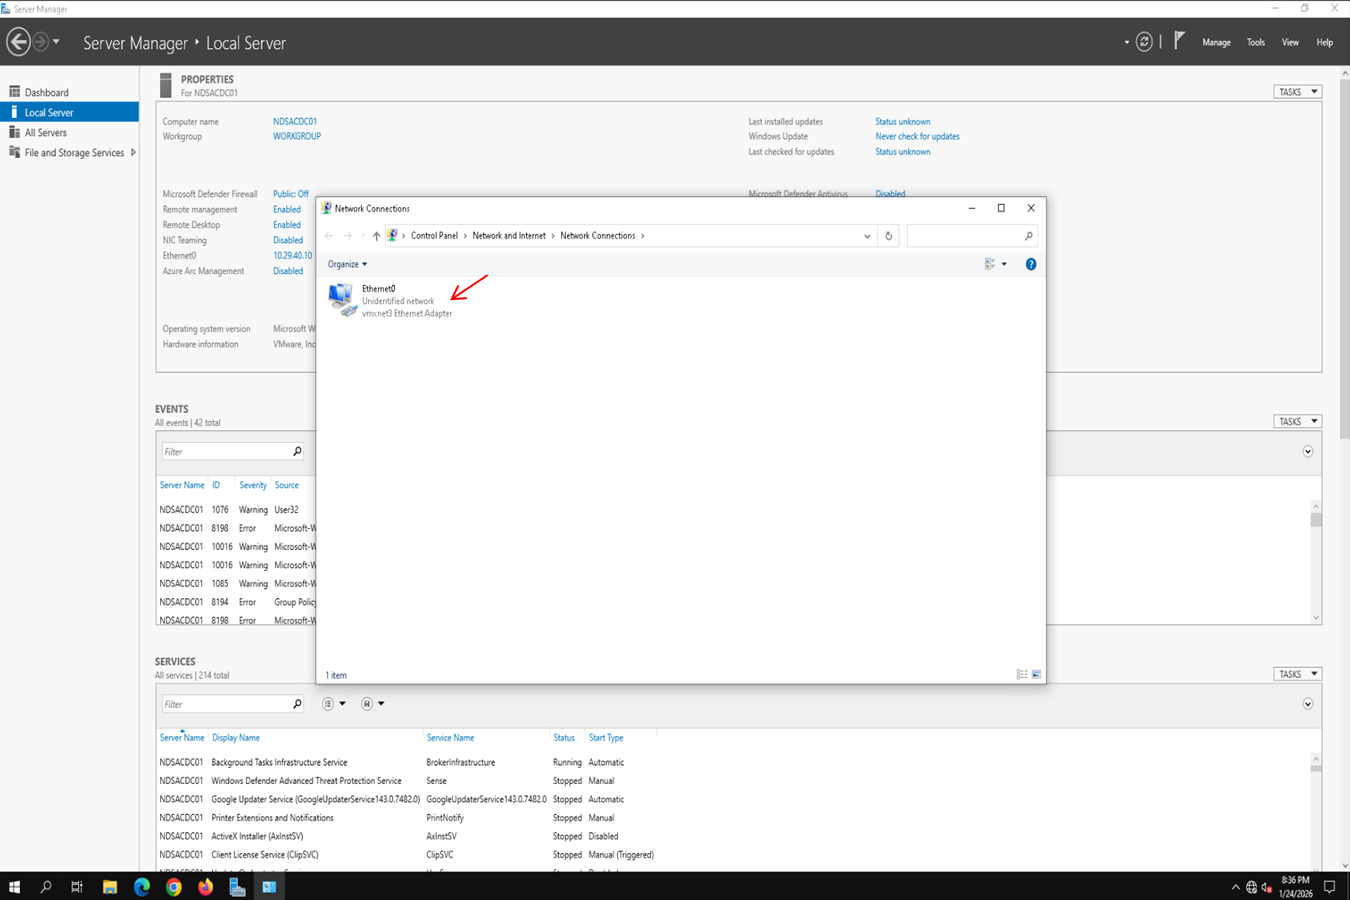 Server Manager
Server Manager ‣ Local Server
Manage Tools View Help
Dashboard
Local Server
All Servers
File and Storage Services
PROPERTIES
For NDSACDC01
TASKS
Computer name NDSACDC01 Last installed updates Status unknown
Workgroup WORKGROUP Windows Update Never check for updates
Last checked for updates Status unknown
Microsoft Defender Firewall Public: Off Microsoft Defender Antivirus Disabled
Remote management Enabled
Remote Desktop Enabled
NIC Teaming Disabled
Ethernet0 10.29.40.10
Azure Arc Management Disabled
Operating system version Microsoft W
Hardware information VMware, Inc
Network Connections
Control Panel › Network and Internet › Network Connections ›
Organize
Ethernet0
Unidentified network
vmxnet3 Ethernet Adapter
1 item
EVENTS
All events | 42 total
TASKS
Filter
Server Name ID Severity Source
NDSACDC01 1076 Warning User32
NDSACDC01 8198 Error Microsoft-W
NDSACDC01 10016 Warning Microsoft-W
NDSACDC01 10016 Warning Microsoft-W
NDSACDC01 1085 Warning Microsoft-W
NDSACDC01 8194 Error Group Policy
NDSACDC01 8198 Error Microsoft-W
SERVICES
All services | 214 total
TASKS
Filter
Server Name Display Name Service Name Status Start Type
NDSACDC01 Background Tasks Infrastructure Service BrokerInfrastructure Running Automatic
NDSACDC01 Windows Defender Advanced Threat Protection Service Sense Stopped Manual
NDSACDC01 Google Updater Service (GoogleUpdaterService143.0.7482.0) GoogleUpdaterService143.0.7482.0 Stopped Automatic
NDSACDC01 Printer Extensions and Notifications PrintNotify Stopped Manual
NDSACDC01 ActiveX Installer (AxInstSV) AxInstSV Stopped Disabled
NDSACDC01 Client License Service (ClipSVC) ClipSVC Stopped Manual (Triggered)
8:36 PM
1/24/2026